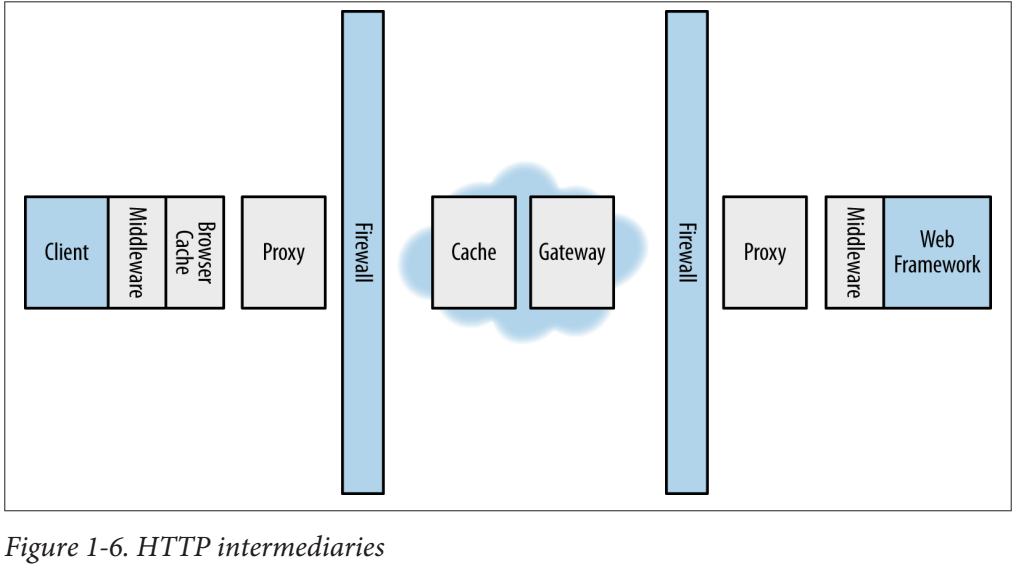 Client
Middleware
Browser
Cache
Proxy
Firewall
Cache
Gateway
Firewall
Proxy
Middleware
Web
Framework
Figure 1-6. HTTP intermediaries